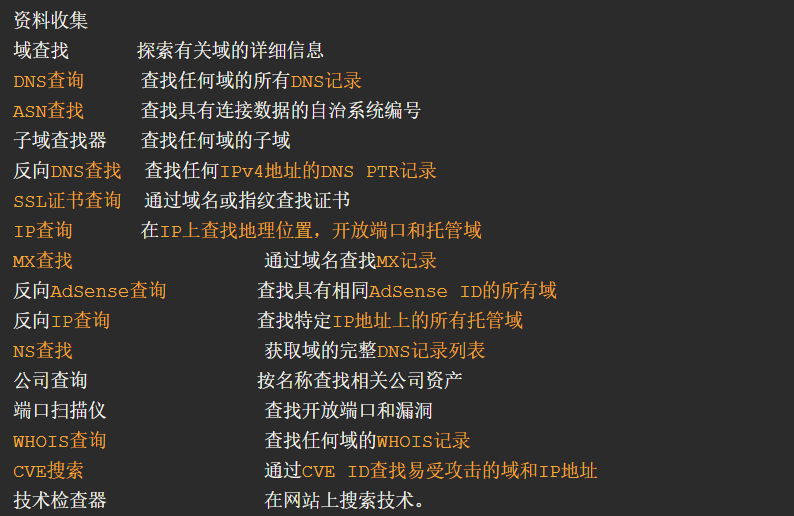 资料收集
域查找 探索有关域的详细信息
DNS查询 查找任何域的所有DNS记录
ASN查找 查找具有连接数据的自治系统编号
子域查找器 查找任何域的子域
反向DNS查找 查找任何IPv4地址的DNS PTR记录
SSL证书查询 通过域名或指纹查找证书
IP查询 在IP上查找地理位置，开放端口和托管域
MX查找 通过域名查找MX记录
反向AdSense查询 查找具有相同AdSense ID的所有域
反向IP查询 查找特定IP地址上的所有托管域
NS查找 获取域的完整DNS记录列表
公司查询 按名称查找相关公司资产
端口扫描仪 查找开放端口和漏洞
WHOIS查询 查找任何域的WHOIS记录
CVE搜索 通过CVE ID查找易受攻击的域和IP地址
技术检查器 在网站上搜索技术。